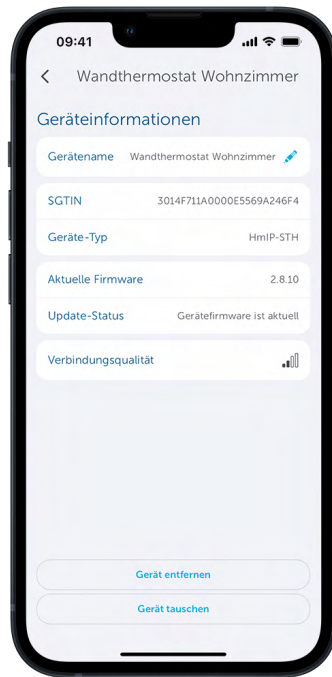 09:41
Wandthermostat Wohnzimmer
Geräteinformationen
Gerätename Wandthermostat Wohnzimmer
SGTIN 3014F711A0000E5569A246F4
Geräte-Typ HmIP-STH
Aktuelle Firmware 2.8.10
Update-Status Gerätefirmware ist aktuell
Verbindungsqualität
Gerät entfernen
Gerät tauschen